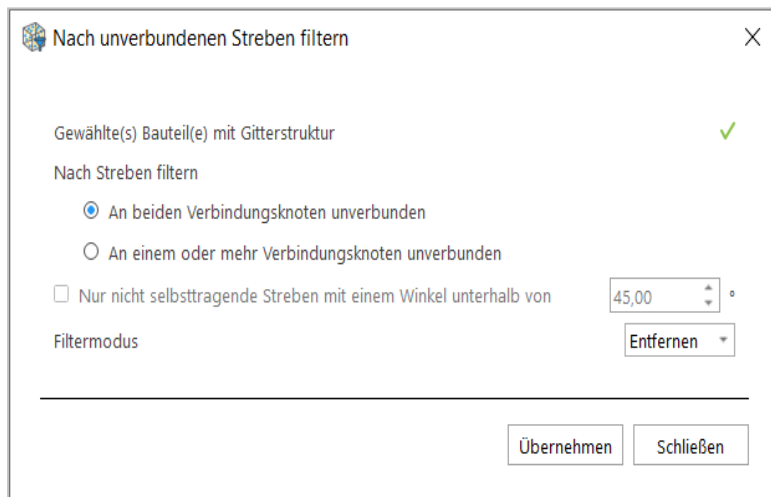 Nach unverbundenen Streben filtern
Gewählte(s) Bauteil(e) mit Gitterstruktur
Nach Streben filtern
An beiden Verbindungsknoten unverbunden
An einem oder mehr Verbindungsknoten unverbunden
Nur nicht selbsttragende Streben mit einem Winkel unterhalb von 45,00 °
Filtermodus Entfernen
Übernehmen Schließen